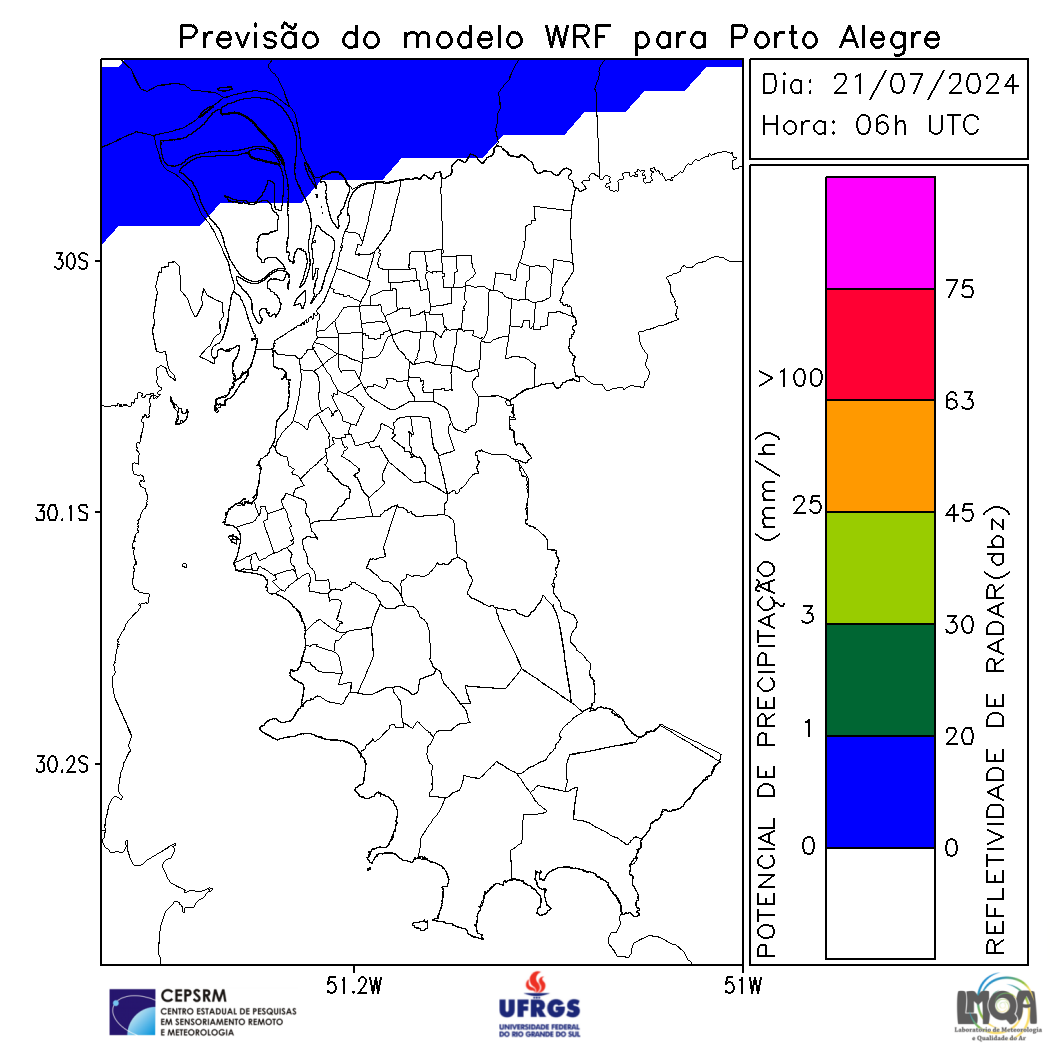 Previsão do modelo WRF para Porto Alegre
Dia: 21/07/2024
Hora: 06h UTC
30S
30.1S
30.2S
51.2W
51W
POTENCIAL DE PRECIPITAÇÃO (mm/h)
>100
25
3
1
0
75
63
45
30
20
0
REFLETIVIDADE DE RADAR(dbz)
CEPSRM
CENTRO ESTADUAL DE PESQUISAS
EM SENSORIAMENTO REMOTO
E METEOROLOGIA
UFRGS
UNIVERSIDADE FEDERAL
DO RIO GRANDE DO SUL
LMQA
Laboratório de Meteorologia
e Qualidade do Ar